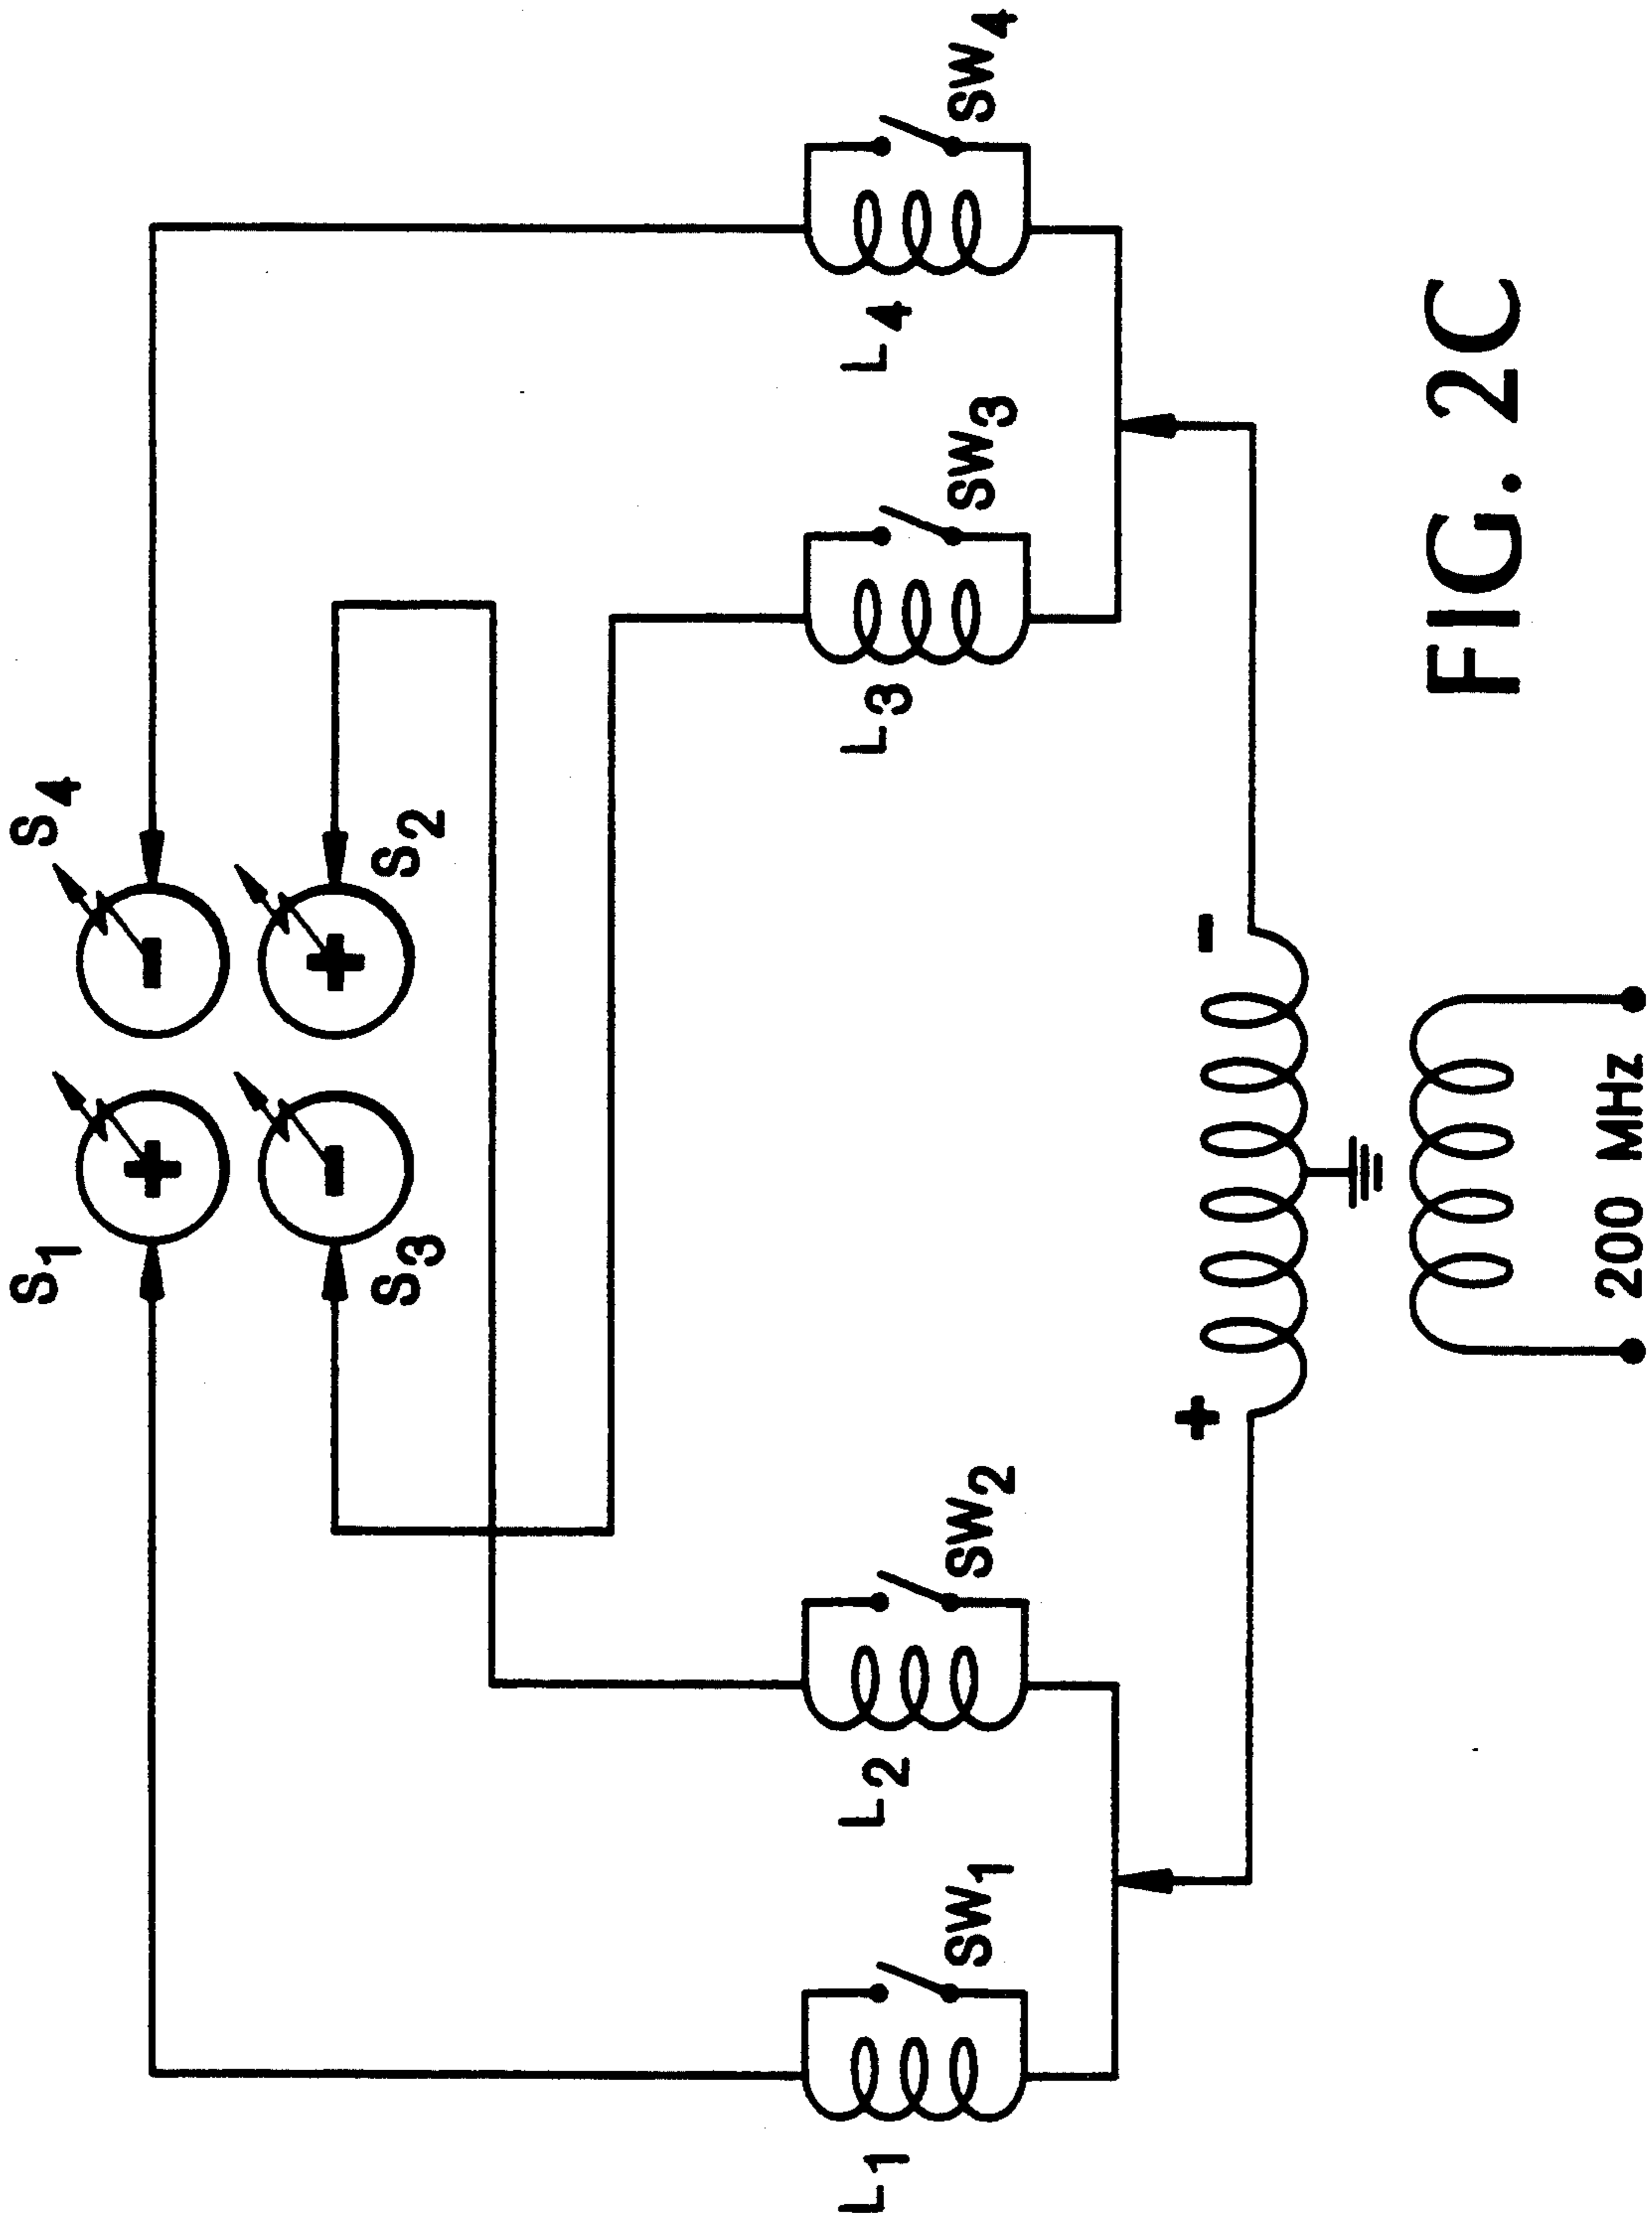 S1
S4
S3
S2
L1
SW1
L2
SW2
L3
SW3
L4
SW4
+
-
+
-
+
-
200 MHz
FIG. 2C